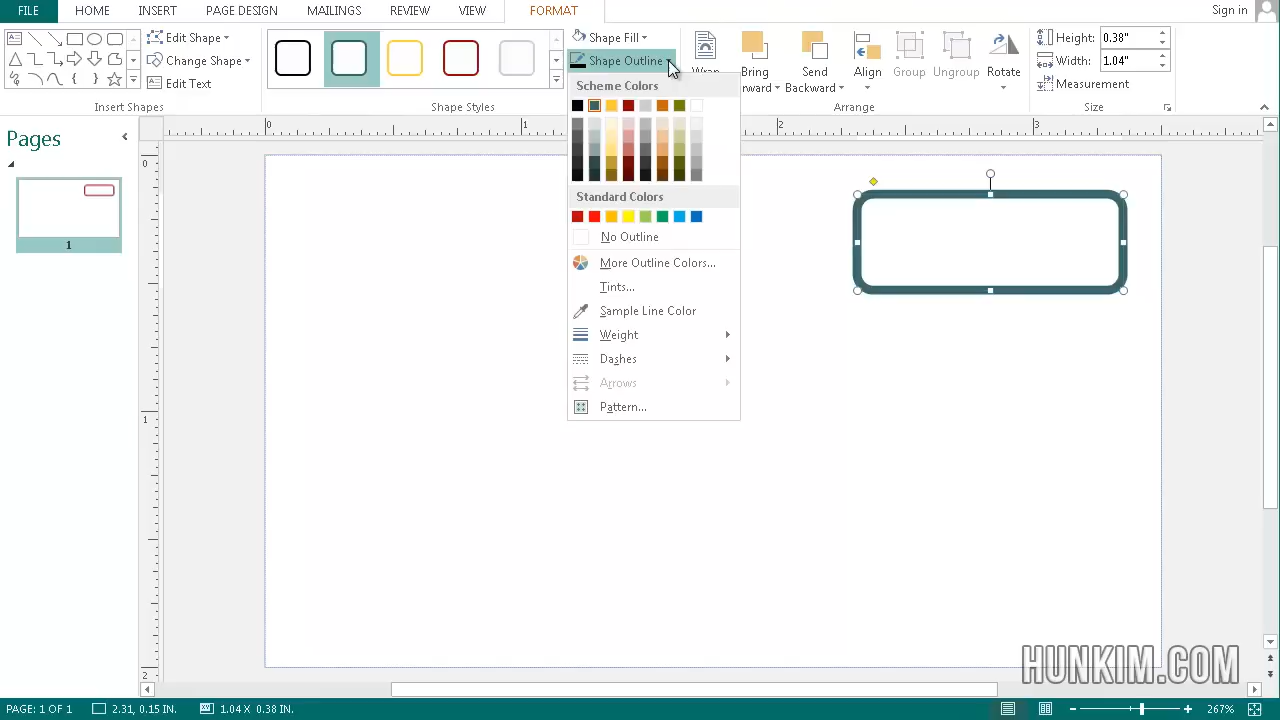 FILE HOME INSERT PAGE DESIGN MAILINGS REVIEW VIEW FORMAT Sign in
Edit Shape
Change Shape
Edit Text
Insert Shapes
Shape Styles
Shape Fill
Shape Outline
Bring
Send
Backward
Align
Group
Ungroup
Rotate
Arrange
Height: 0.38"
Width: 1.04"
Measurement
Size
Scheme Colors
Standard Colors
No Outline
More Outline Colors...
Tints...
Sample Line Color
Weight
Dashes
Arrows
Pattern...
Pages
1
0 1 2 3
0
1
2
HUNKIM.COM
PAGE: 1 OF 1 2.31, 0.15 IN. 1.04 X 0.38 IN. 267%